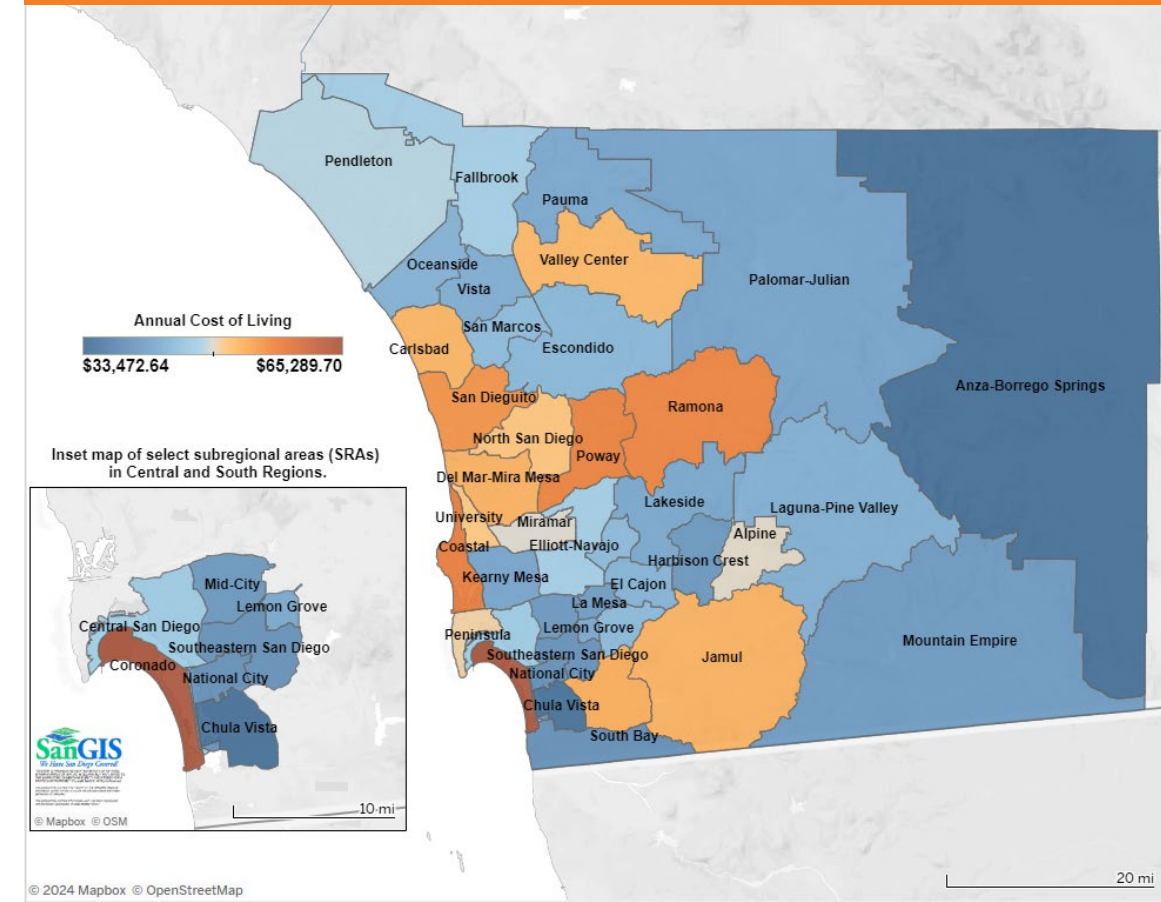 Pendleton
Fallbrook
Pauma
Oceanside
Valley Center
Palomar-Julian
Vista
Annual Cost of Living
San Marcos
$33,472.64
$65,289.70
Carlsbad
Escondido
Anza-Borrego Springs
San Dieguito
Ramona
North San Diego
Poway
Inset map of select subregional areas (SRAs)
in Central and South Regions.
Del Mar-Mira Mesa
Lakeside
Laguna-Pine Valley
University
Miramar
Alpine
Coastal
Elliott-Navajo
Harbison Crest
Kearny Mesa
El Cajon
La Mesa
Peninsula
Lemon Grove
Mountain Empire
Southeastern San Diego
Jamul
National City
Chula Vista
South Bay
Mid-City
Lemon Grove
Central San Diego
Southeastern San Diego
Coronado
National City
Chula Vista
SanGIS
We Have San Diego Covered!
10 mi
© Mapbox © OSM
20 mi
© 2024 Mapbox © OpenStreetMap